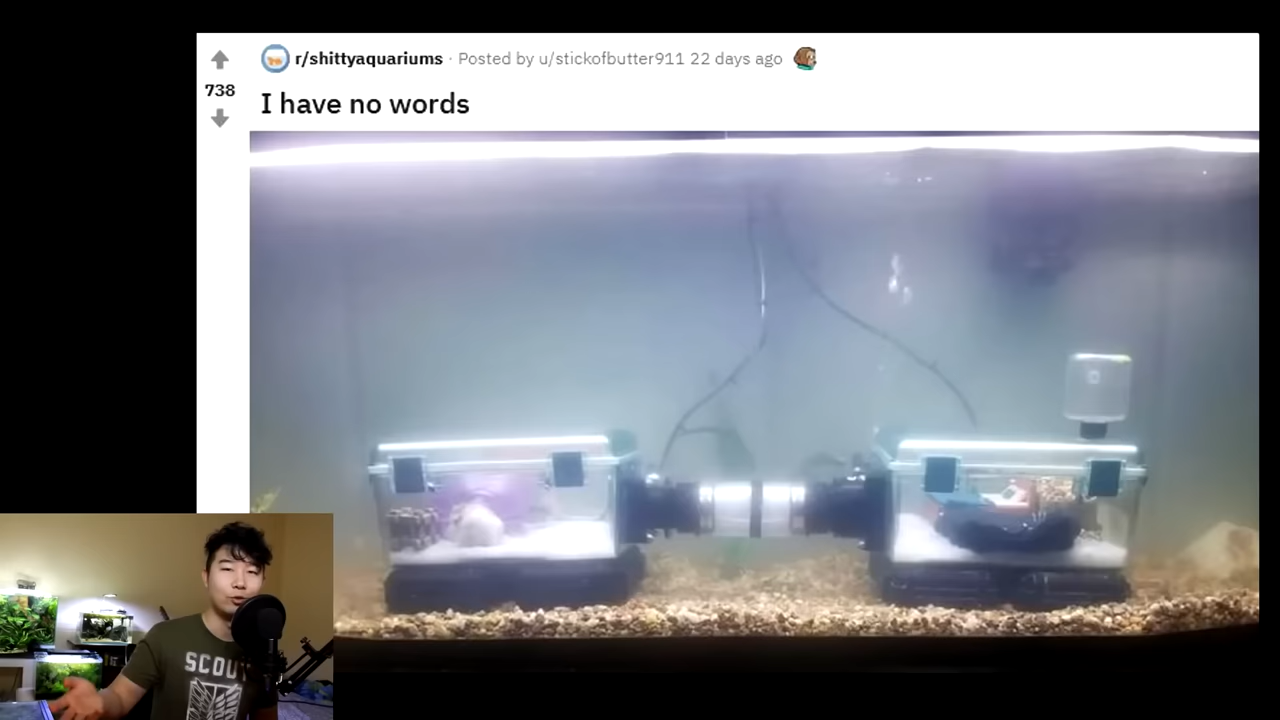 r/shittyaquariums · Posted by u/stickofbutter911 22 days ago
738
I have no words
SCOUT